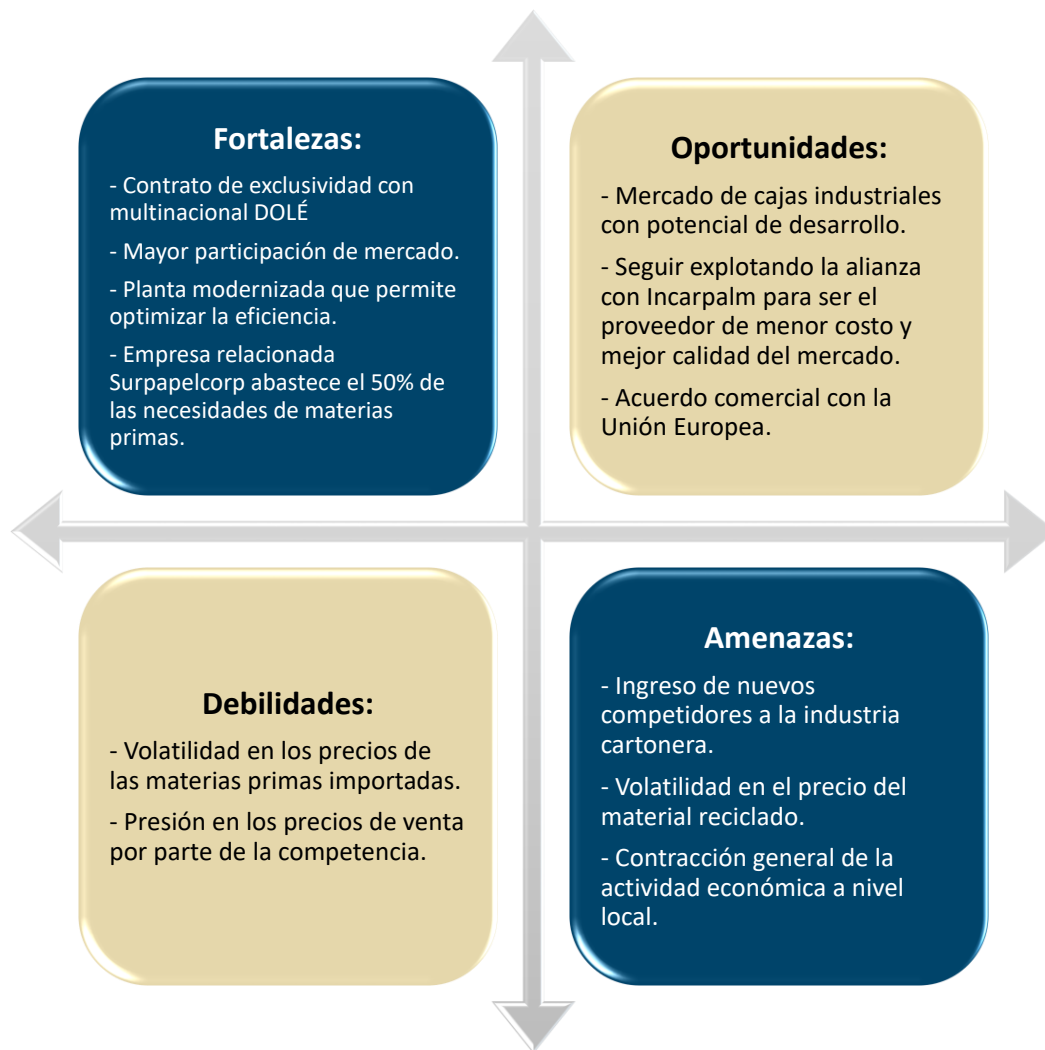 Fortalezas:
- Contrato de exclusividad con
multinacional DOLÉ
- Mayor participación de mercado.
- Planta modernizada que permite
optimizar la eficiencia.
- Empresa relacionada
Surpapelcorp abastece el 50% de
las necesidades de materias
primas.
Oportunidades:
- Mercado de cajas industriales
con potencial de desarrollo.
- Seguir explotando la alianza
con Incarpalm para ser el
proveedor de menor costo y
mejor calidad del mercado.
- Acuerdo comercial con la
Unión Europea.
Debilidades:
- Volatilidad en los precios de
las materias primas importadas.
- Presión en los precios de venta
por parte de la competencia.
Amenazas:
- Ingreso de nuevos
competidores a la industria
cartonera.
- Volatilidad en el precio del
material reciclado.
- Contracción general de la
actividad económica a nivel
local.